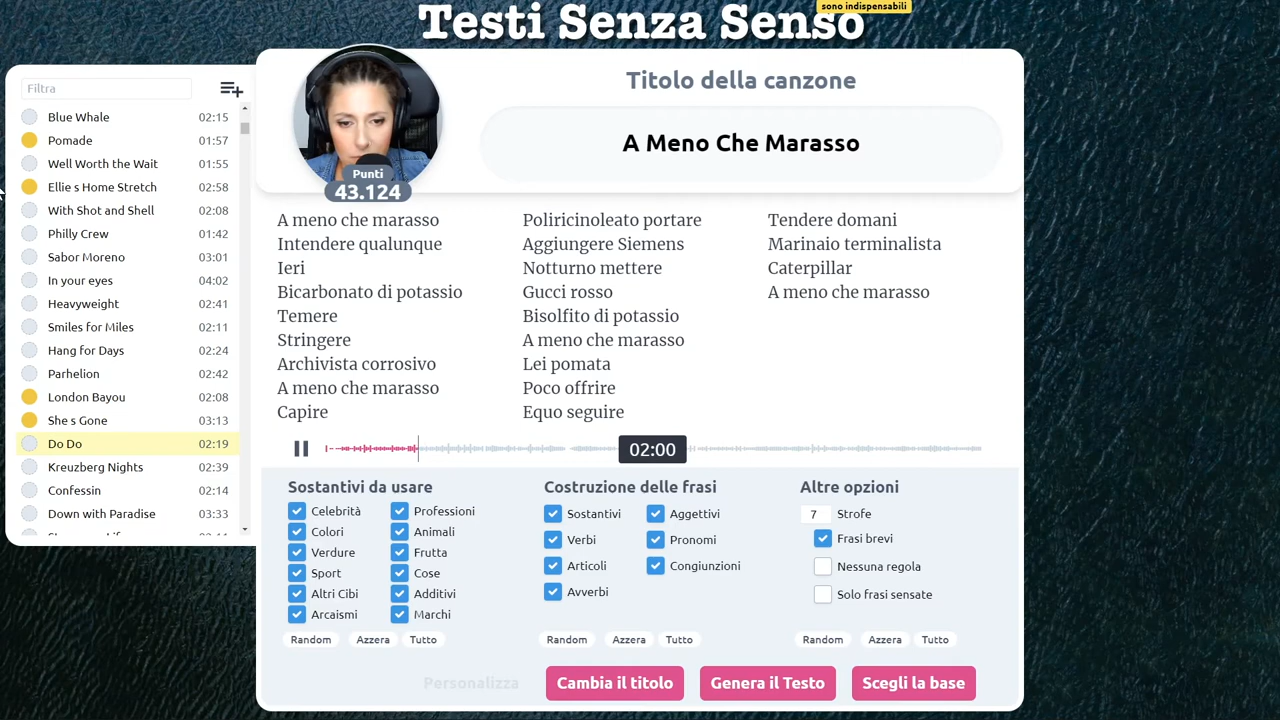 sono indispensabili
Testi Senza Senso
Filtra
Blue Whale 02:15
Pomade 01:57
Well Worth the Wait 01:55
Ellie s Home Stretch 02:58
With Shot and Shell 02:08
Philly Crew 01:42
Sabor Moreno 03:01
In your eyes 04:02
Heavyweight 02:41
Smiles for Miles 02:11
Hang for Days 02:24
Parhelion 02:42
London Bayou 02:08
She s Gone 03:13
Do Do 02:19
Kreuzberg Nights 02:39
Confessin 02:14
Down with Paradise 03:33
Punti
43.124
Titolo della canzone
A Meno Che Marasso
A meno che marasso
Intendere qualunque
Ieri
Bicarbonato di potassio
Temere
Stringere
Archivista corrosivo
A meno che marasso
Capire
Poliricinoleato portare
Aggiungere Siemens
Notturno mettere
Gucci rosso
Bisolfito di potassio
A meno che marasso
Lei pomata
Poco offrire
Equo seguire
Tendere domani
Marinaio terminalista
Caterpillar
A meno che marasso
02:00
Sostantivi da usare
Celebrità Professioni
Colori Animali
Verdure Frutta
Sport Cose
Altri Cibi Additivi
Arcaismi Marchi
Random Azzera Tutto
Costruzione delle frasi
Sostantivi Aggettivi
Verbi Pronomi
Articoli Congiunzioni
Avverbi
Random Azzera Tutto
Altre opzioni
7 Strofe
Frasi brevi
Nessuna regola
Solo frasi sensate
Random Azzera Tutto
Personalizza
Cambia il titolo
Genera il Testo
Scegli la base